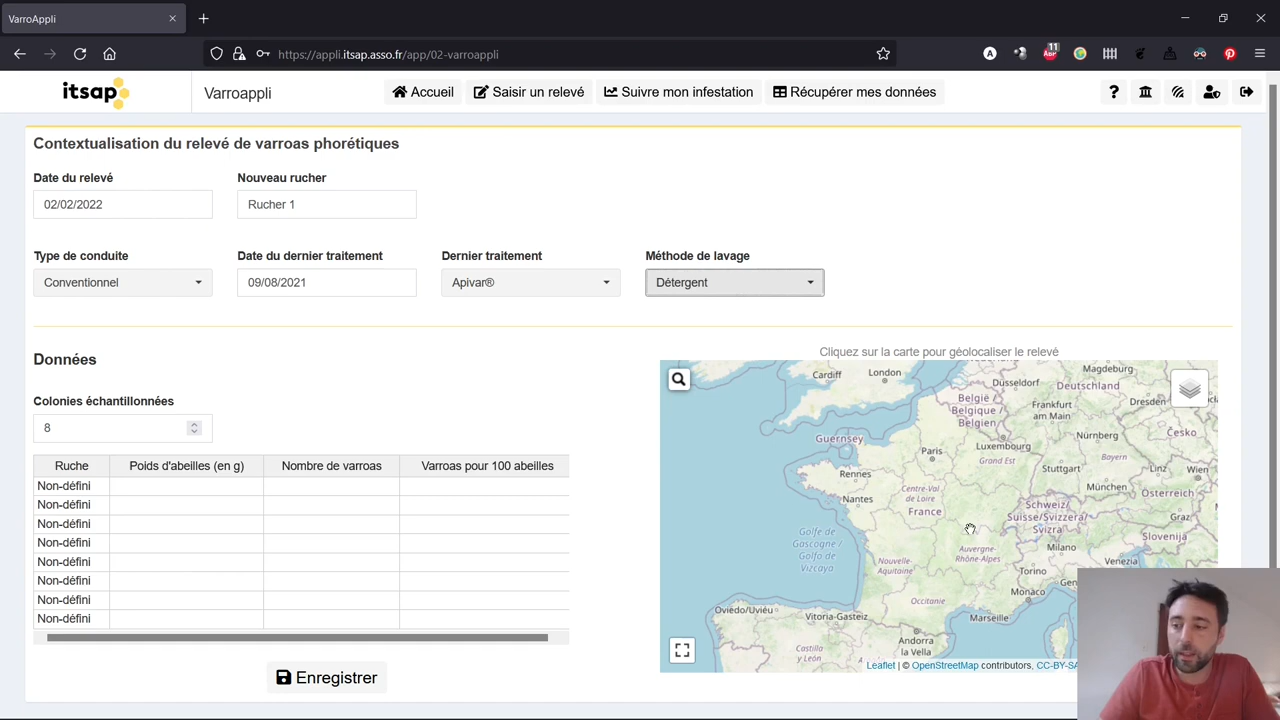 VarroAppli
https://appli.itsap.asso.fr/app/02-varroappli
11
itsap
Varroappli
Accueil
Saisir un relevé
Suivre mon infestation
Récupérer mes données
Contextualisation du relevé de varroas phorétiques
Date du relevé
Nouveau rucher
02/02/2022
Rucher 1
Type de conduite
Date du dernier traitement
Dernier traitement
Méthode de lavage
Conventionnel
09/08/2021
Apivar®
Détergent
Données
Cliquez sur la carte pour géolocaliser le relevé
Colonies échantillonnées
8
Ruche Poids d'abeilles (en g) Nombre de varroas Varroas pour 100 abeilles
Non-défini
Non-défini
Non-défini
Non-défini
Non-défini
Non-défini
Non-défini
Non-défini
Enregistrer
Cardiff
London
Düsseldorf
Magdeburg
Deutschland
België
Belgique /
Belgien
Frankfurt
am Main
Dresden
Guernsey
Luxembourg
Nürnberg
Česko
Paris
Grand Est
Rennes
Stuttgart
Bayern
Linz
Wien
Nantes
Centre-Val
de Loire
München
France
Schweiz/
Suisse/Svizzera/
Svizra
Österreich
Graz
Golfe de
Gascogne /
Golfo de
Vizcaya
Auvergne-
Rhône-Alpes
Milano
Slovenija
Venezia
Nouvelle-
Aquitaine
Torino
Monaco
Occitanie
Oviedo/Uviéu
Vitoria-Gasteiz
Marseille
Andorra
la Vella
Castilla
y León
Leaflet | © OpenStreetMap contributors, CC-BY-SA